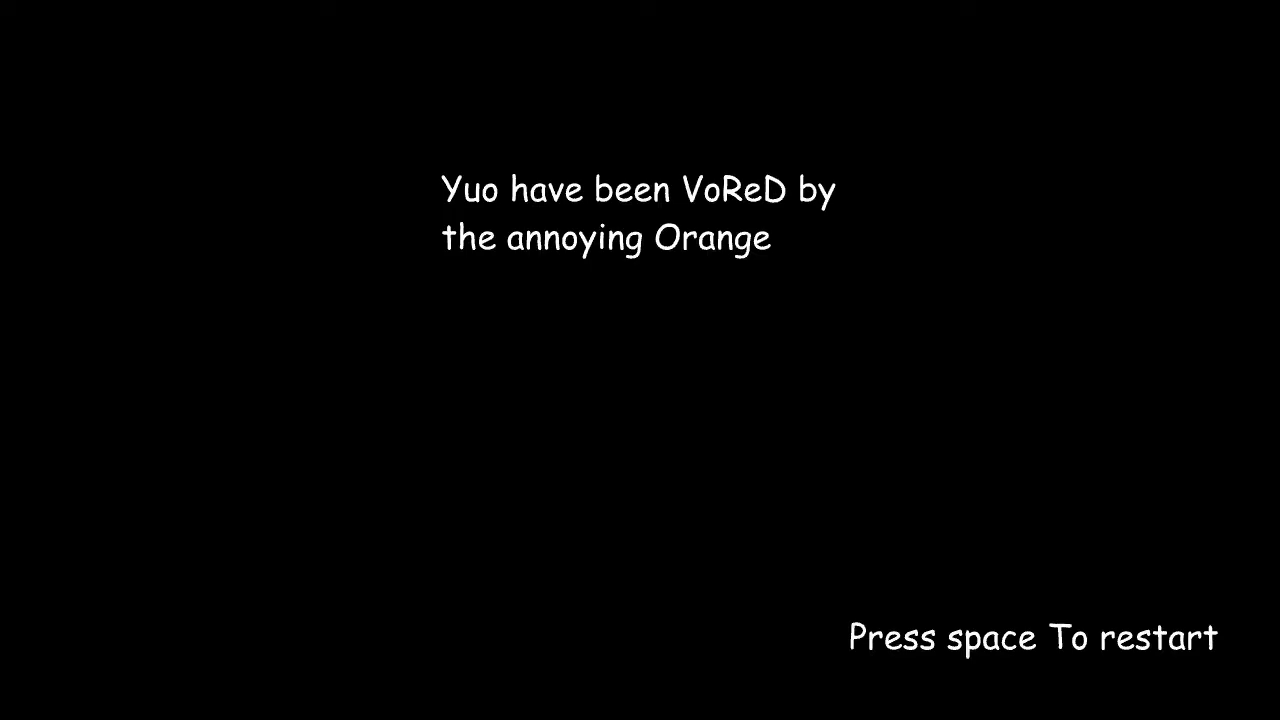 Yuo have been VoReD by
the annoying Orange
Press space To restart